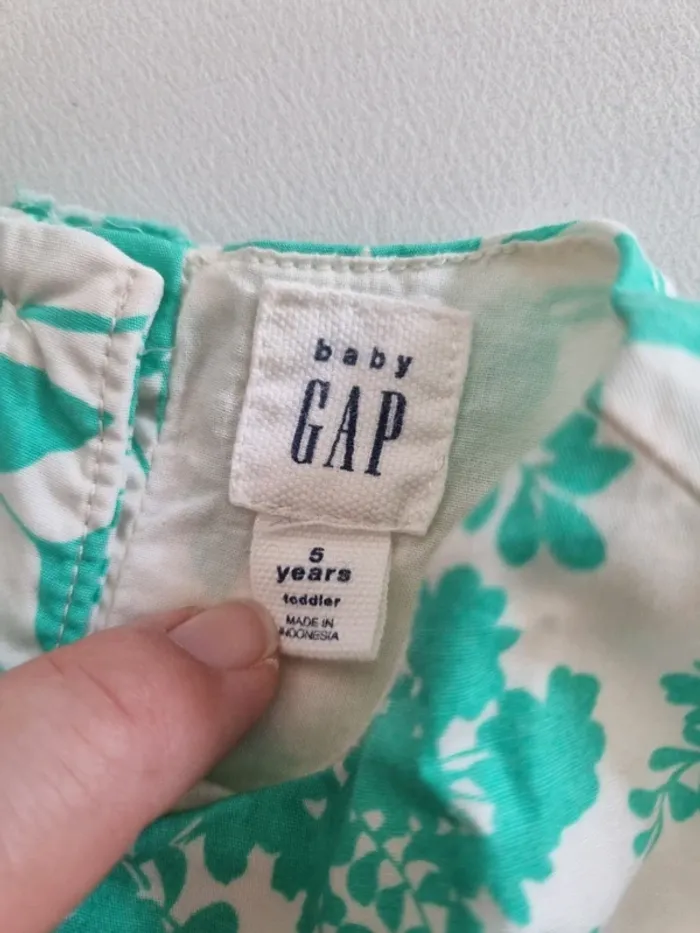 baby
GAP
5
years
toddler
MADE IN
INDONESIA